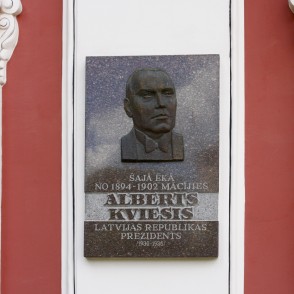 ŠAJĀ ĒKĀ
NO 1894-1902 MĀCĪJIES
ALBERTS
KVIESIS
LATVIJAS REPUBLIKAS
PREZIDENTS
(1930-1936)